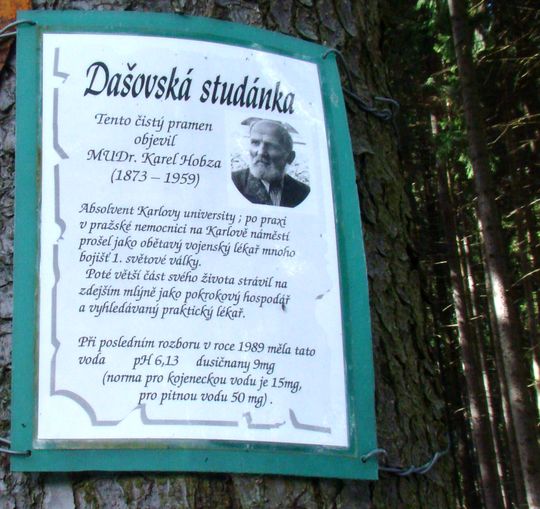 Dašovská studánka
Tento čistý pramen
objevil
MUDr. Karel Hobza
(1873 – 1959)
Absolvent Karlovy university ; po praxi
v pražské nemocnici na Karlově náměstí
prošel jako obětavý vojenský lékař mnoho
bojišť 1. světové války.
Poté větší část svého života strávil na
zdejším mlýně jako pokrokový hospodář
a vyhledávaný praktický lékař.
Při posledním rozboru v roce 1989 měla tato
voda pH 6,13 dusičnany 9mg
(norma pro kojeneckou vodu je 15mg,
pro pitnou vodu 50 mg) .